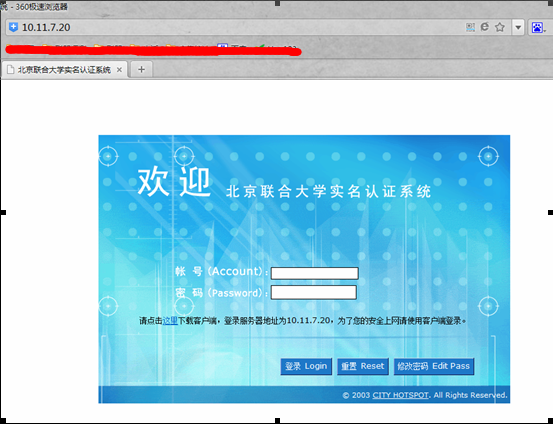 统 - 360极速浏览器
10.11.7.20
北京联合大学实名认证系统
欢迎 北京联合大学实名认证系统
帐 号 (Account) :
密 码 (Password) :
请点击这里下载客户端，登录服务器地址为10.11.7.20，为了您的安全上网请使用客户端登录。
登录 Login 重置 Reset 修改密码 Edit Pass
© 2003 CITY HOTSPOT. All Rights Reserved.